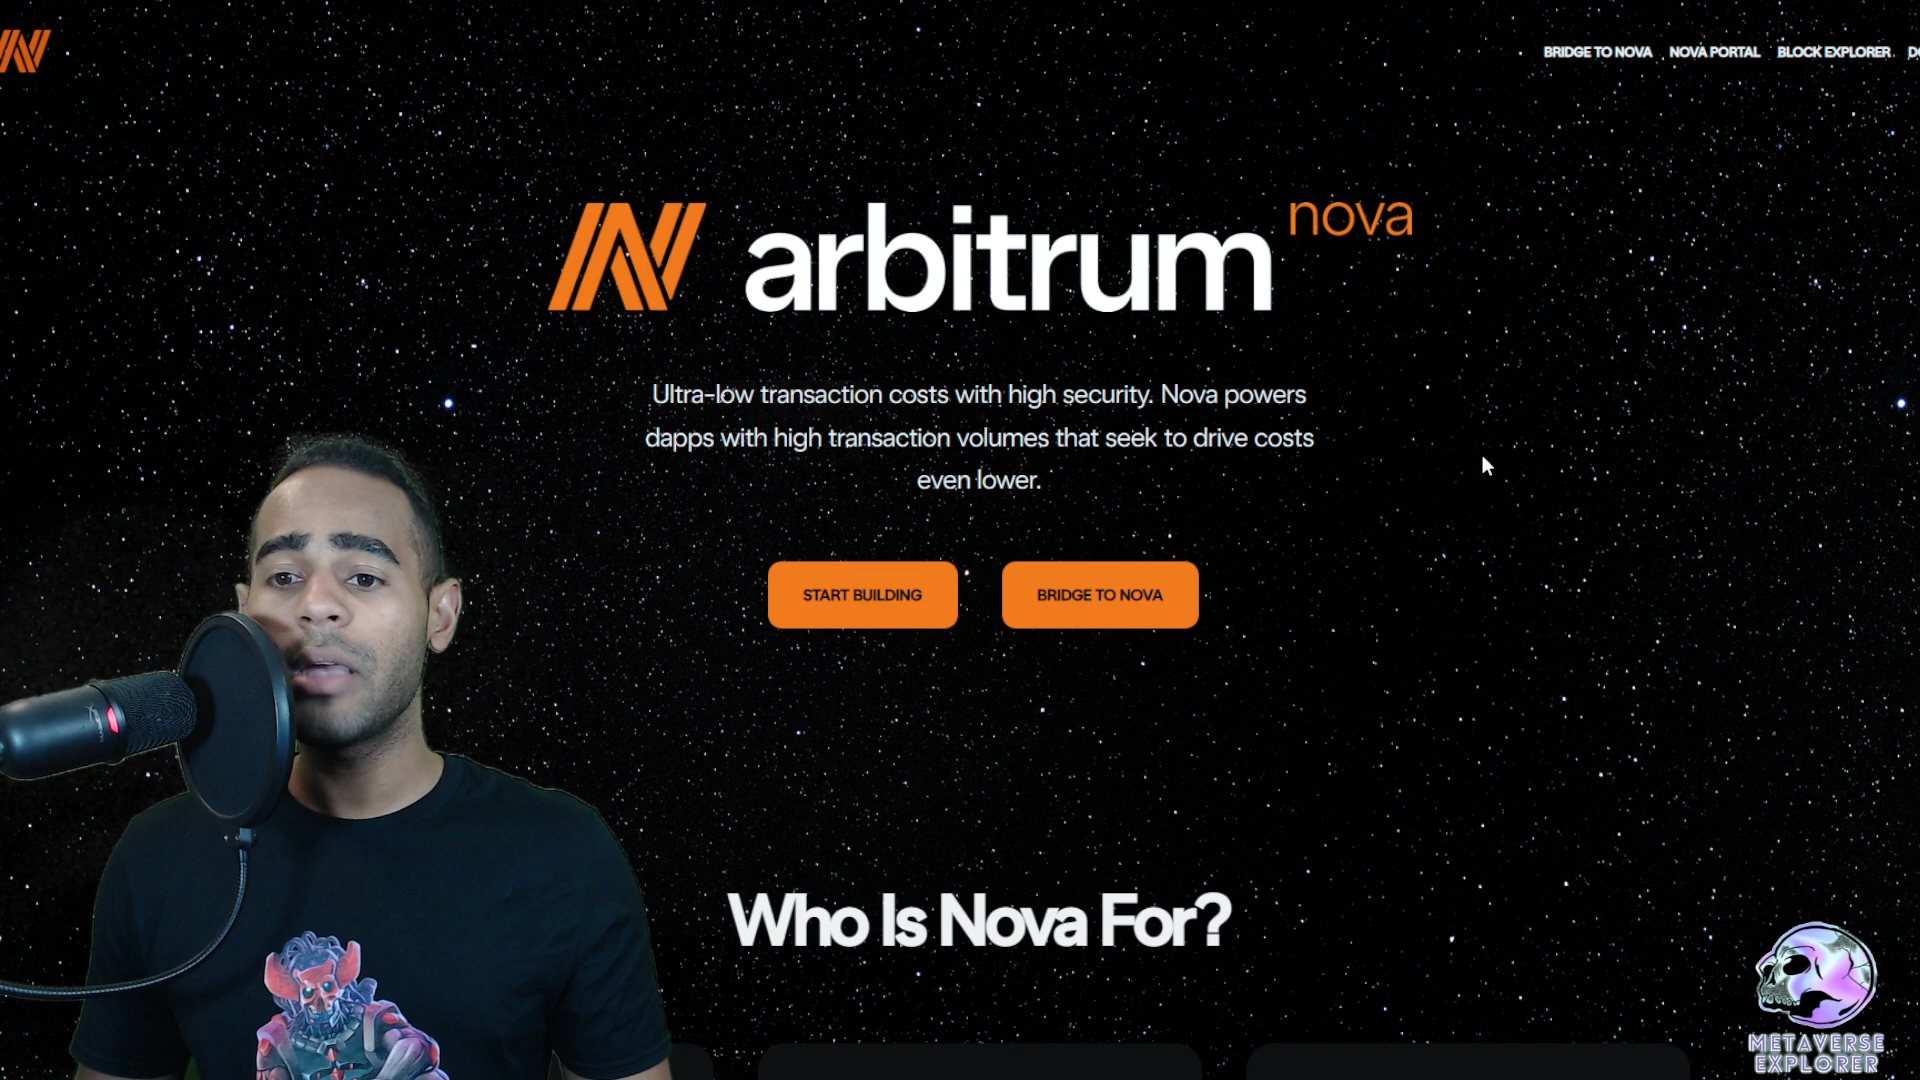 BRIDGE TO NOVA NOVA PORTAL BLOCK EXPLORER
arbitrum nova
Ultra-low transaction costs with high security. Nova powers
dapps with high transaction volumes that seek to drive costs
even lower.
START BUILDING BRIDGE TO NOVA
Who Is Nova For?
METAVERSE
EXPLORER